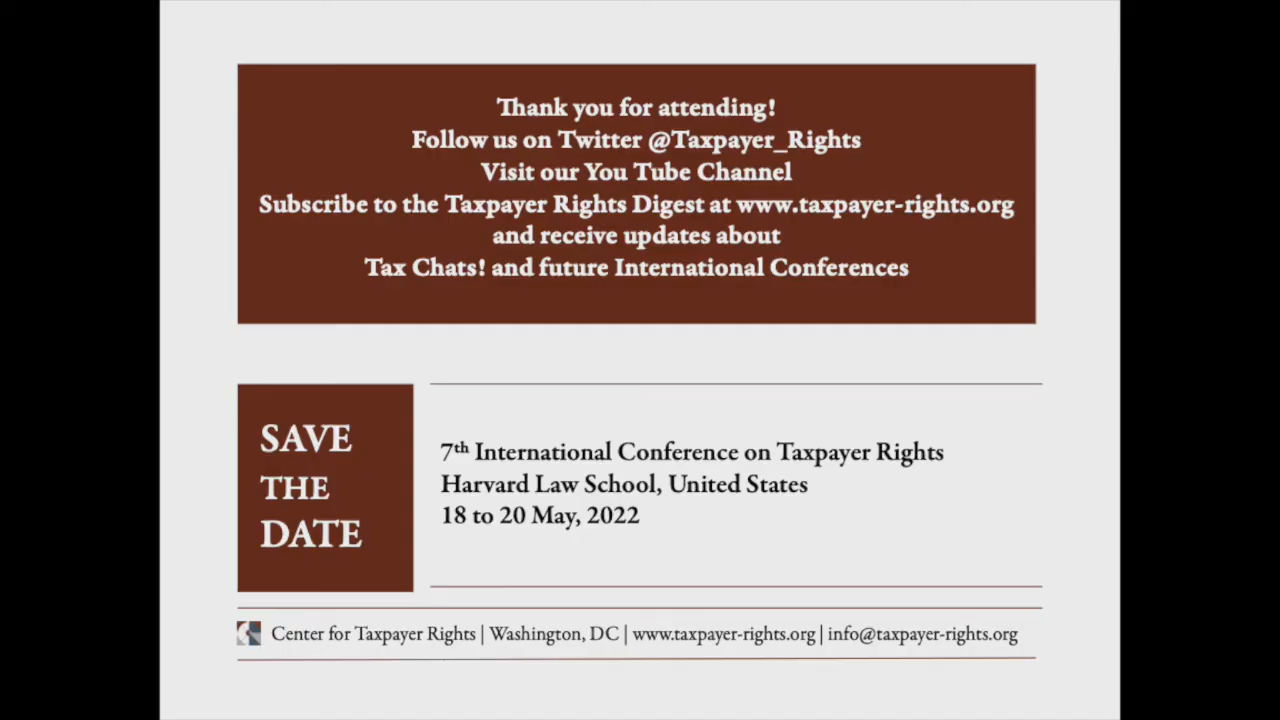 Thank you for attending!
Follow us on Twitter @Taxpayer_Rights
Visit our You Tube Channel
Subscribe to the Taxpayer Rights Digest at www.taxpayer-rights.org
and receive updates about
Tax Chats! and future International Conferences
SAVE
THE
DATE
7th International Conference on Taxpayer Rights
Harvard Law School, United States
18 to 20 May, 2022
Center for Taxpayer Rights | Washington, DC | www.taxpayer-rights.org | info@taxpayer-rights.org